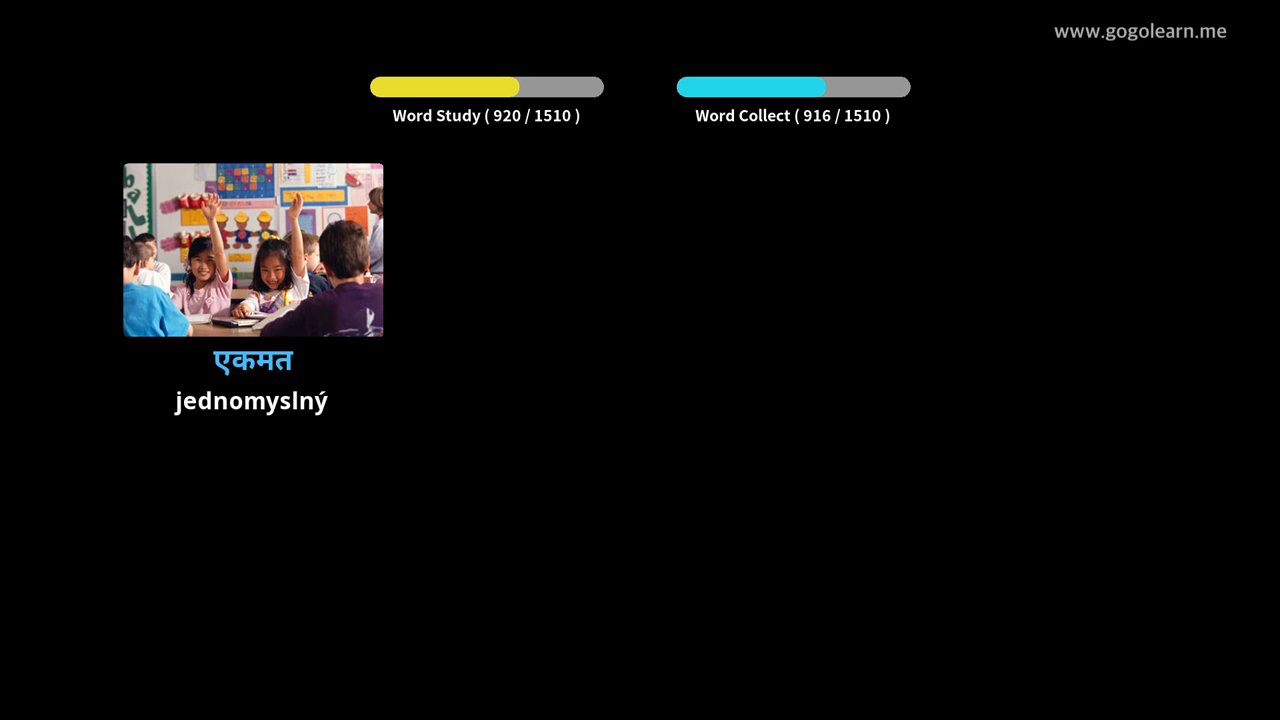 www.gogolearn.me
Word Study ( 920 / 1510 )
Word Collect ( 916 / 1510 )
एकमत
jednomyslný